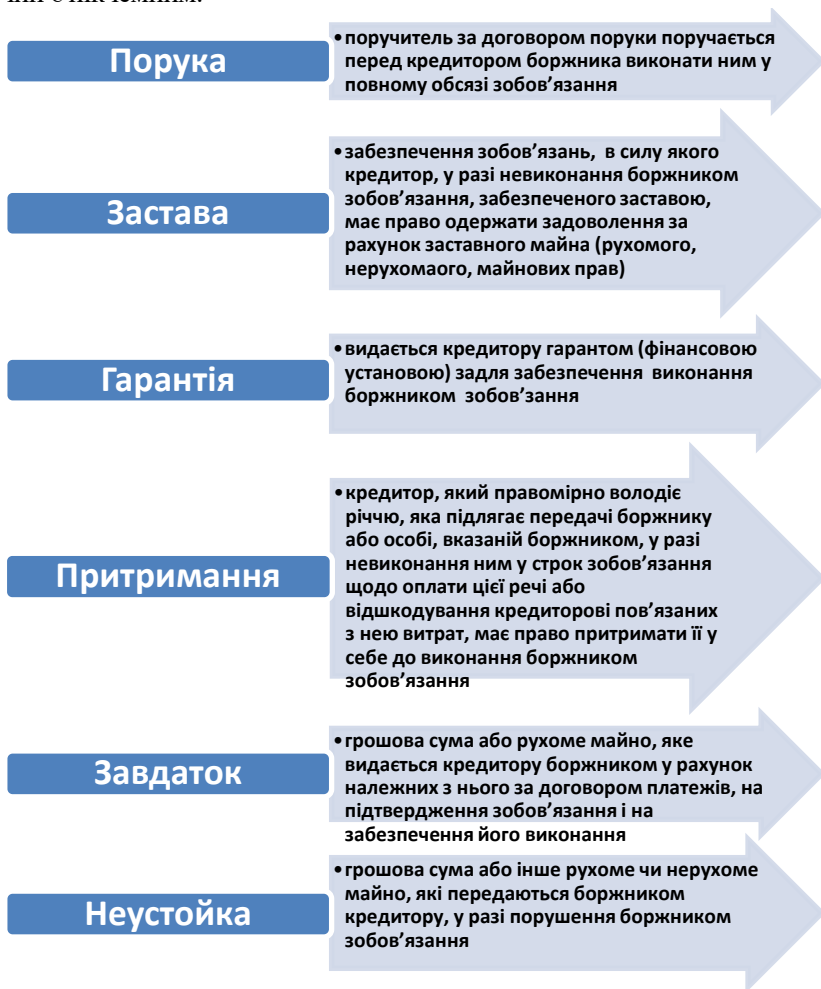 Порука
•поручитель за договором поруки поручається
перед кредитором боржника виконати ним у
повному обсязі зобов’язання
Застава
•забезпечення зобов’язань, в силу якого
кредитор, у разі невиконання боржником
зобов’язання, забезпеченого заставою,
має право одержати задоволення за
рахунок заставного майна (рухомого,
нерухомаого, майнових прав)
Гарантія
•видається кредитору гарантом (фінансовою
установою) задля забезпечення виконання
боржником зобов’зання
Притримання
•кредитор, який правомірно володіє
річчю, яка підлягає передачі боржнику
або особі, вказаній боржником, у разі
невиконання ним у строк зобов’язання
щодо оплати цієї речі або
відшкодування кредиторові пов’язаних
з нею витрат, має право притримати її у
себе до виконання боржником
зобов’язання
Завдаток
•грошова сума або рухоме майно, яке
видається кредитору боржником у рахунок
належних з нього за договором платежів, на
підтвердження зобов’язання і на
забезпечення його виконання
Неустойка
•грошова сума або інше рухоме чи нерухоме
майно, які передаються боржником
кредитору, у разі порушення боржником
зобов’язання